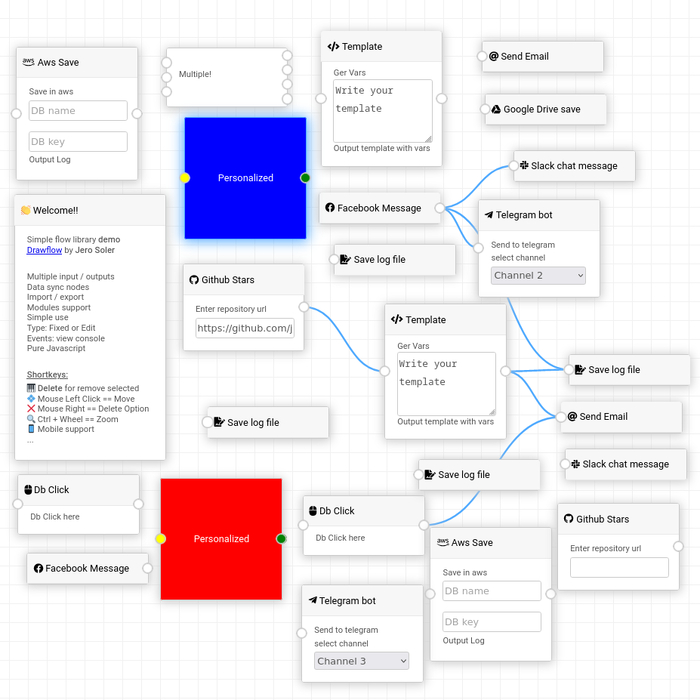 aws Aws Save
Save in aws
DB name
DB key
Output Log
Multiple!
</> Template
Ger Vars
Write your
template
Output template with vars
Send Email
Google Drive save
Slack chat message
Personalized
Facebook Message
Telegram bot
Send to telegram
select channel
Channel 2
Save log file
Welcome!!
Simple flow library demo
Drawflow by Jero Soler
Multiple input / outputs
Data sync nodes
Import / export
Modules support
Simple use
Type: Fixed or Edit
Events: view console
Pure Javascript
Shortkeys:
Delete for remove selected
Mouse Left Click == Move
Mouse Right == Delete Option
Ctrl + Wheel == Zoom
Mobile support
...
Github Stars
Enter repository url
https://github.com/j
</> Template
Ger Vars
Write your
template
Output template with vars
Save log file
Send Email
Slack chat message
Save log file
Save log file
Db Click
Db Click here
Facebook Message
Personalized
Db Click
Db Click here
Telegram bot
Send to telegram
select channel
Channel 3
aws Aws Save
Save in aws
DB name
DB key
Output Log
Github Stars
Enter repository url